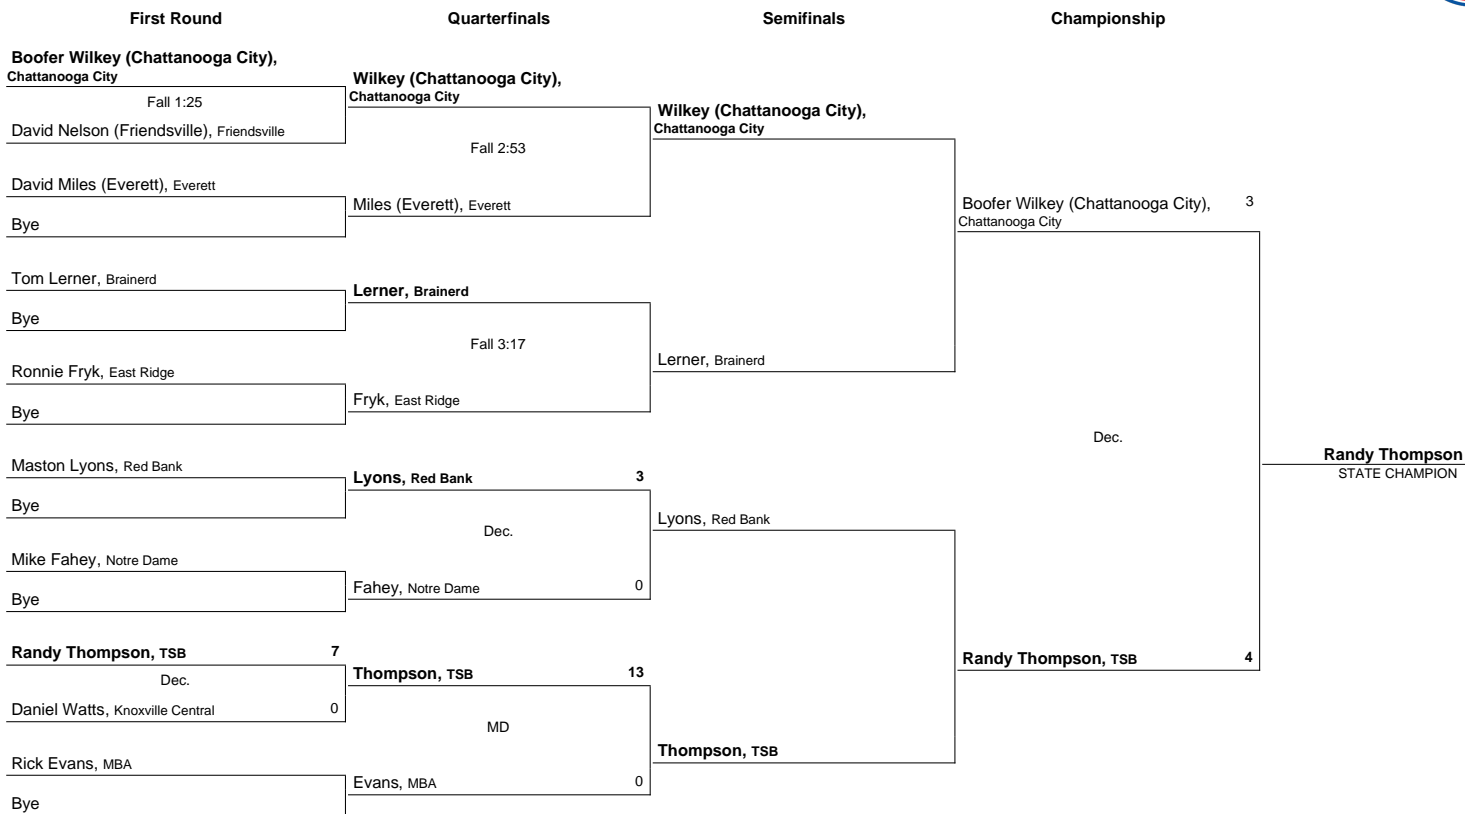 First Round
Quarterfinals
Semifinals
Championship
Boofer Wilkey (Chattanooga City),
Chattanooga City
Fall 1:25
David Nelson (Friendsville), Friendsville
David Miles (Everett), Everett
Bye
Tom Lerner, Brainerd
Bye
Ronnie Fryk, East Ridge
Bye
Maston Lyons, Red Bank
Bye
Mike Fahey, Notre Dame
Bye
Randy Thompson, TSB 7
Dec.
Daniel Watts, Knoxville Central 0
Rick Evans, MBA
Bye
Wilkey (Chattanooga City),
Chattanooga City
Fall 2:53
Miles (Everett), Everett
Lerner, Brainerd
Fall 3:17
Fryk, East Ridge
Lyons, Red Bank 3
Dec.
Fahey, Notre Dame 0
Thompson, TSB 13
MD
Evans, MBA 0
Wilkey (Chattanooga City),
Chattanooga City
Lerner, Brainerd
Lyons, Red Bank
Thompson, TSB
Boofer Wilkey (Chattanooga City), 3
Chattanooga City
Dec.
Randy Thompson, TSB 4
Randy Thompson
STATE CHAMPION